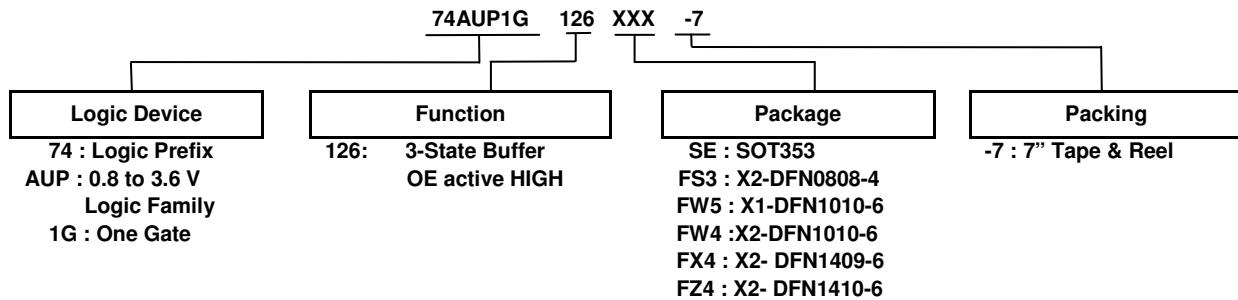 74AUP1G 126 XXX -7
Logic Device
74 : Logic Prefix
AUP : 0.8 to 3.6 V
Logic Family
1G : One Gate
Function
126: 3-State Buffer
OE active HIGH
Package
SE : SOT353
FS3 : X2-DFN0808-4
FW5 : X1-DFN1010-6
FW4 :X2-DFN1010-6
FX4 : X2- DFN1409-6
FZ4 : X2- DFN1410-6
Packing
-7 : 7” Tape & Reel